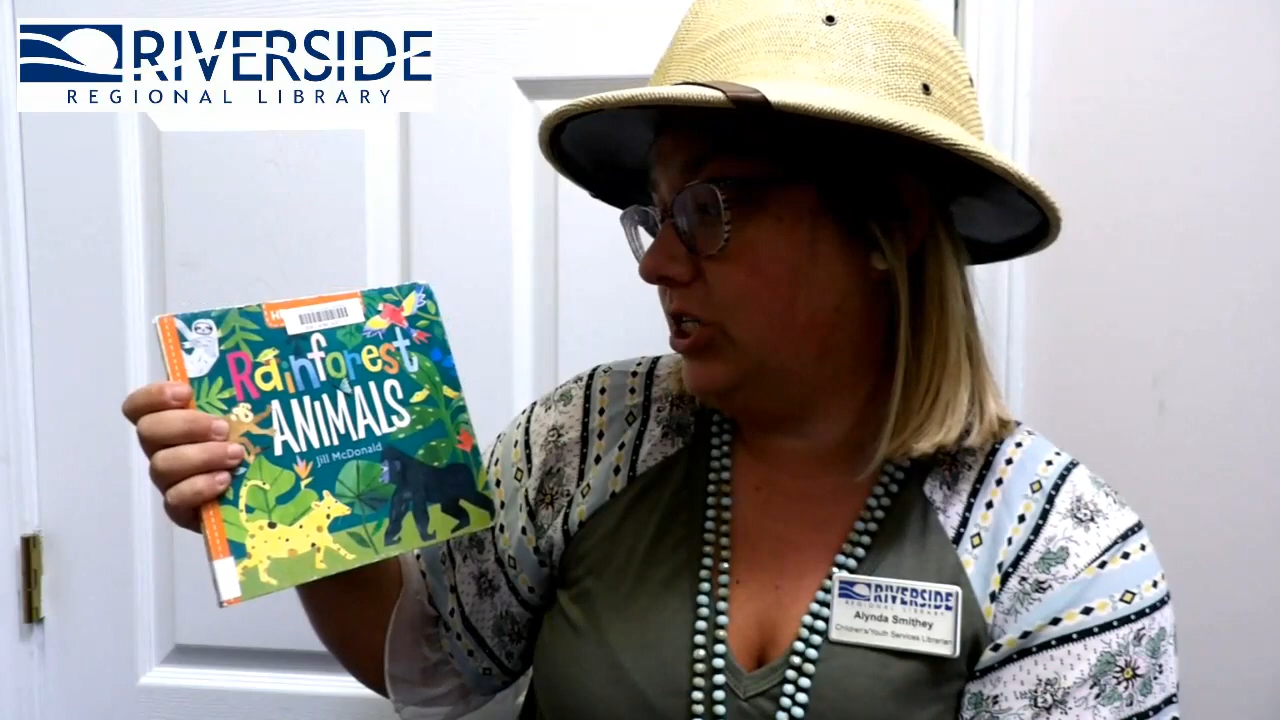 RIVERSIDE
REGIONAL LIBRARY
Rainforest
ANIMALS
Jill McDonald
RIVERSIDE
REGIONAL LIBRARY
Alynda Smithey
Children's/Youth Services Librarian